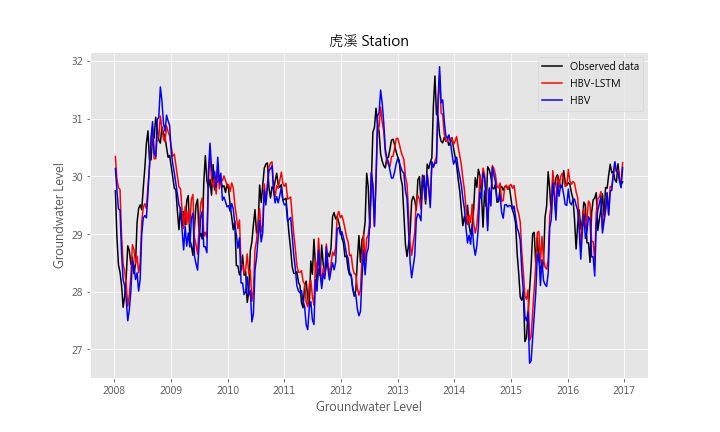 虎溪 Station
Observed data
HBV-LSTM
HBV
Groundwater Level
32
31
30
29
28
27
2008 2009 2010 2011 2012 2013 2014 2015 2016 2017
Groundwater Level